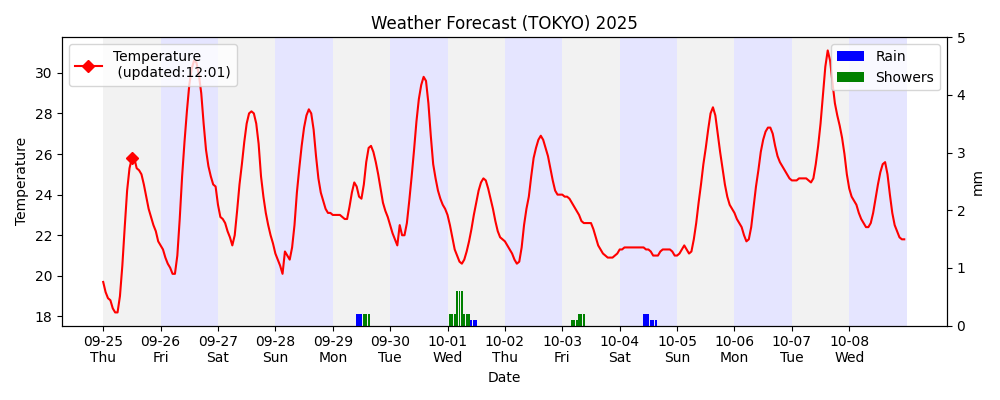 Weather Forecast (TOKYO) 2025
Temperature
(updated:12:01)
Rain
Showers
Temperature
30
28
26
24
22
20
18
5
4
3
2
1
0
mm
09-25 09-26 09-27 09-28 09-29 09-30 10-01 10-02 10-03 10-04 10-05 10-06 10-07 10-08
Thu Fri Sat Sun Mon Tue Wed Thu Fri Sat Sun Mon Tue Wed
Date